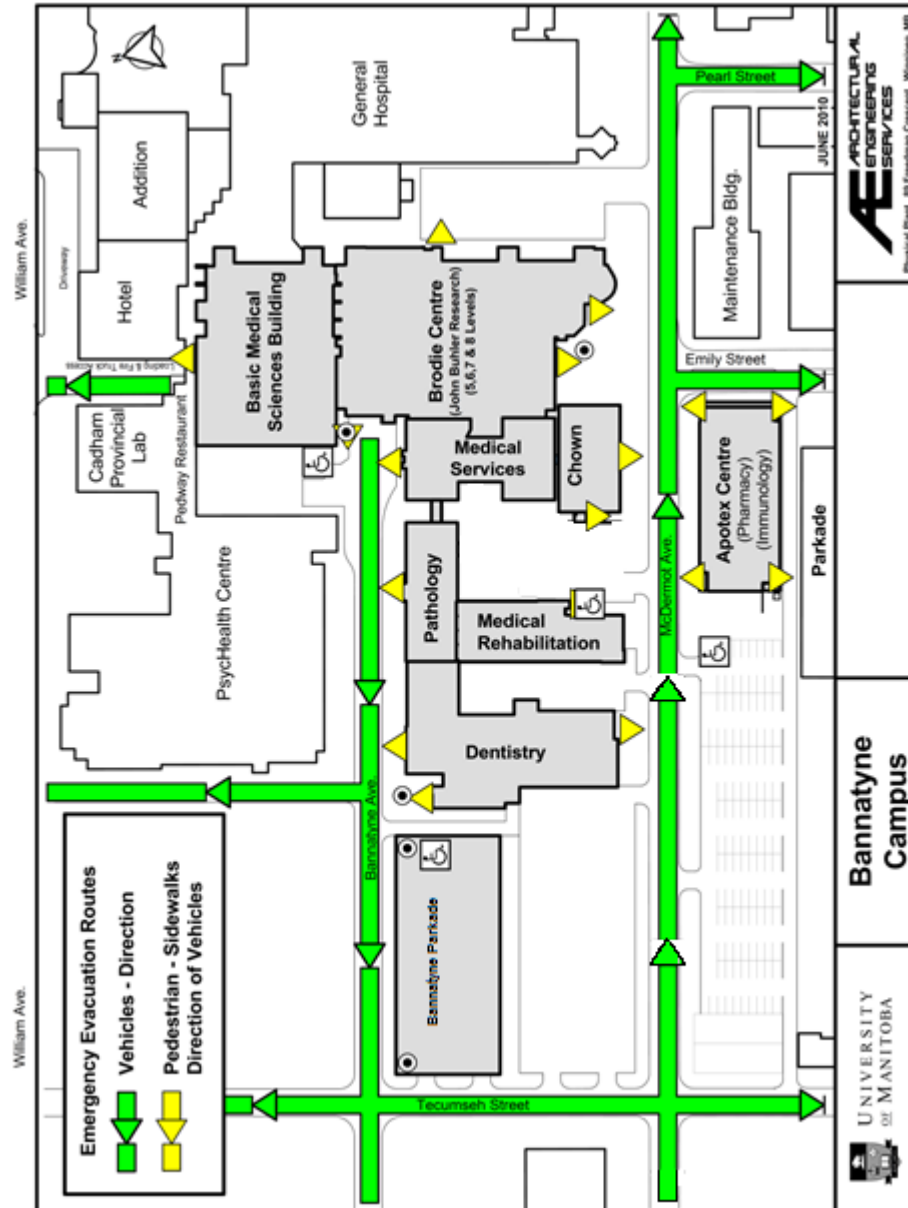 William Ave.
William Ave.
Driveway
Addition
N
Hotel
Loading & Fire Truck Access
Cadham
Provincial
Lab
Pedway Restaurant
PsycHealth Centre
General
Hospital
Emergency Evacuation Routes
Vehicles - Direction
Pedestrian - Sidewalks
Direction of Vehicles
Basic Medical
Sciences Building
Brodie Centre
(John Buhler Research)
(5,6,7 & 8 Levels)
Medical
Services
Chown
Pathology
Medical
Rehabilitation
Dentistry
Bannatyne Ave.
Bannatyne Parkade
Tecumseh Street
McDermot Ave.
Pearl Street
Maintenance Bldg.
Emily Street
Apotex Centre
(Pharmacy)
(Immunology)
Parkade
JUNE 2010
UNIVERSITY
OF MANITOBA
Bannatyne
Campus
AE ARCHITECTURAL
ENGINEERING
SERVICES